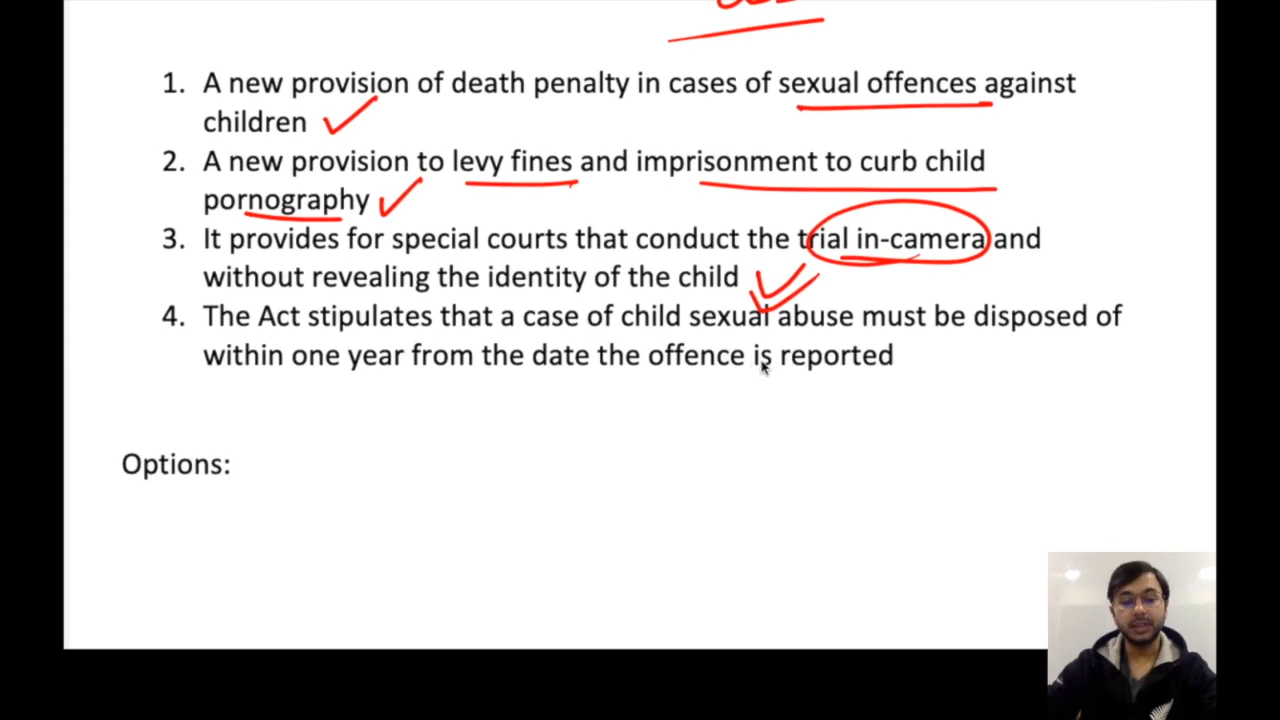 1. A new provision of death penalty in cases of sexual offences against
children
2. A new provision to levy fines and imprisonment to curb child
pornography
3. It provides for special courts that conduct the trial in-camera and
without revealing the identity of the child
4. The Act stipulates that a case of child sexual abuse must be disposed of
within one year from the date the offence is reported
Options: